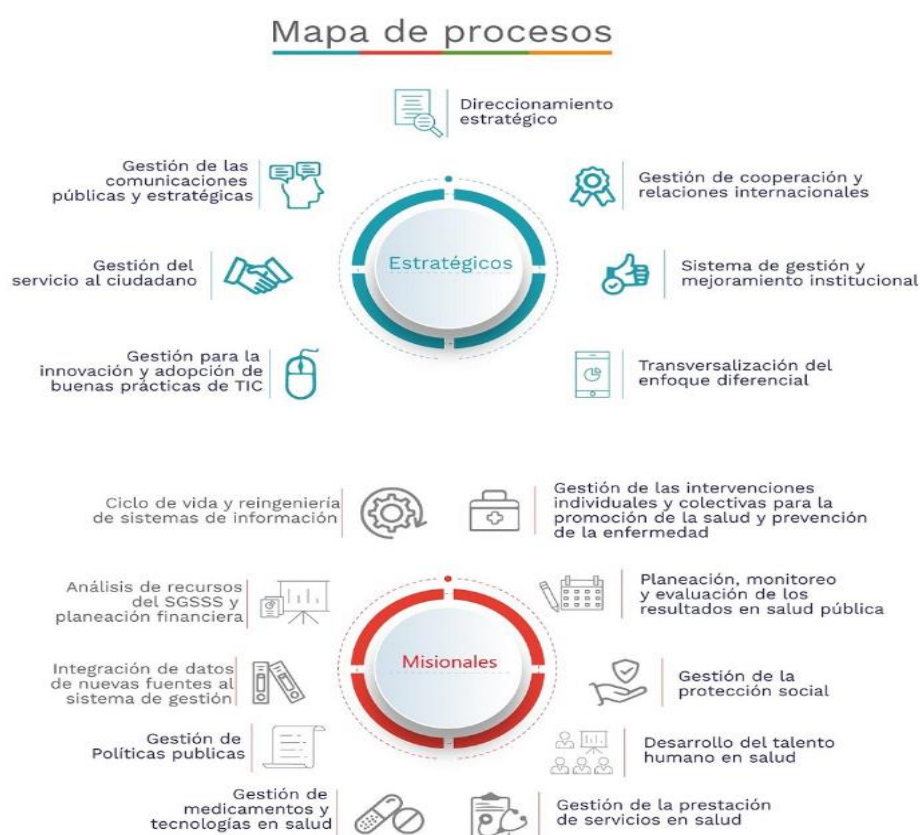 Mapa de procesos
Direccionamiento
estratégico
Gestión de las
comunicaciones
públicas y estratégicas
Gestión de cooperación y
relaciones internacionales
Estratégicos
Gestión del
servicio al ciudadano
Sistema de gestión y
mejoramiento institucional
Gestión para la
innovación y adopción de
buenas prácticas de TIC
Transversalización del
enfoque diferencial
Ciclo de vida y reingeniería
de sistemas de información
Gestión de las intervenciones
individuales y colectivas para la
promoción de la salud y prevención
de la enfermedad
Análisis de recursos
del SGSSS y
planeación financiera
Planeación, monitoreo
y evaluación de los
resultados en salud pública
Misionales
Integración de datos
de nuevas fuentes al
sistema de gestión
Gestión de la
protección social
Gestión de
Políticas publicas
Desarrollo del talento
humano en salud
Gestión de
medicamentos y
tecnologías en salud
Gestión de la prestación
de servicios en salud